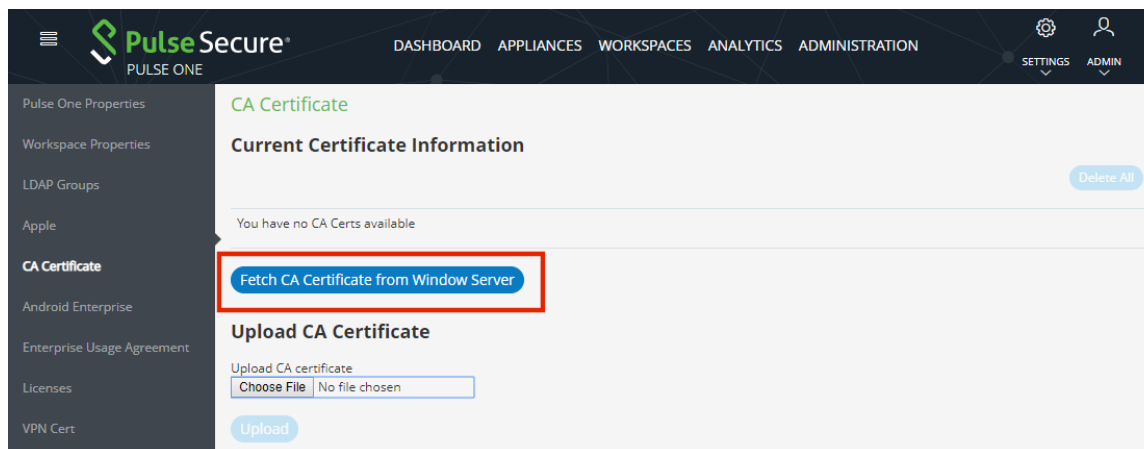 Pulse Secure®
PULSE ONE
DASHBOARD APPLIANCES WORKSPACES ANALYTICS ADMINISTRATION
SETTINGS
ADMIN
Pulse One Properties
Workspace Properties
LDAP Groups
Apple
CA Certificate
Android Enterprise
Enterprise Usage Agreement
Licenses
VPN Cert
CA Certificate
Current Certificate Information
Delete All
You have no CA Certs available
Fetch CA Certificate from Window Server
Upload CA Certificate
Upload CA certificate
Choose File No file chosen
Upload